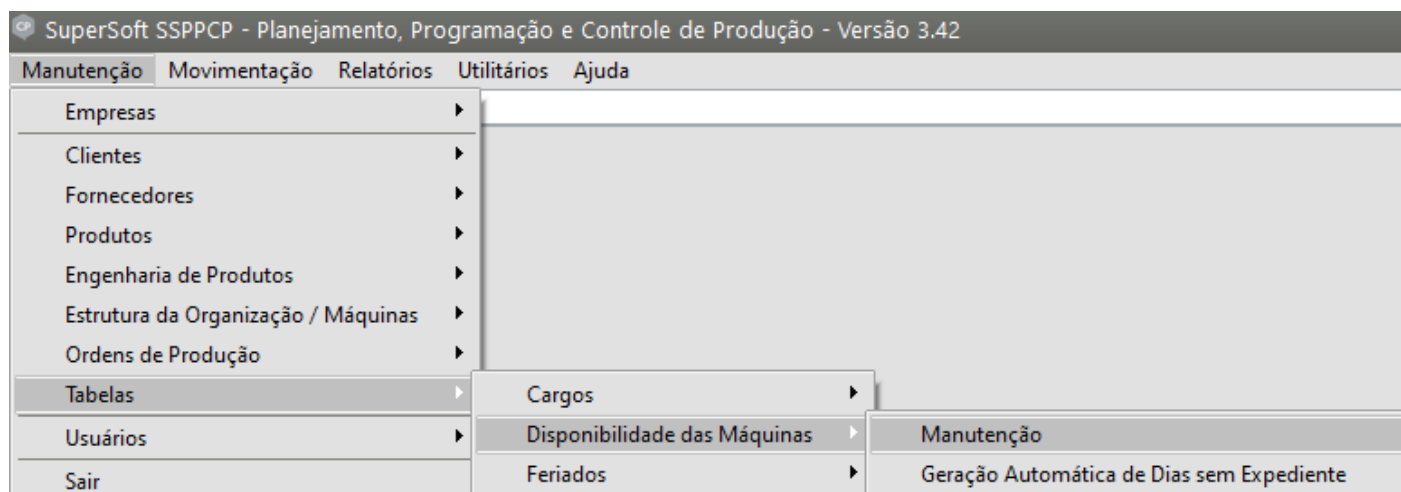 SuperSoft SSPPCP - Planejamento, Programação e Controle de Produção - Versão 3.42
Manutenção Movimentação Relatórios Utilitários Ajuda
Empresas
Clientes
Fornecedores
Produtos
Engenharia de Produtos
Estrutura da Organização / Máquinas
Ordens de Produção
Tabelas
Usuários
Sair
Cargos
Disponibilidade das Máquinas
Feriados
Manutenção
Geração Automática de Dias sem Expediente